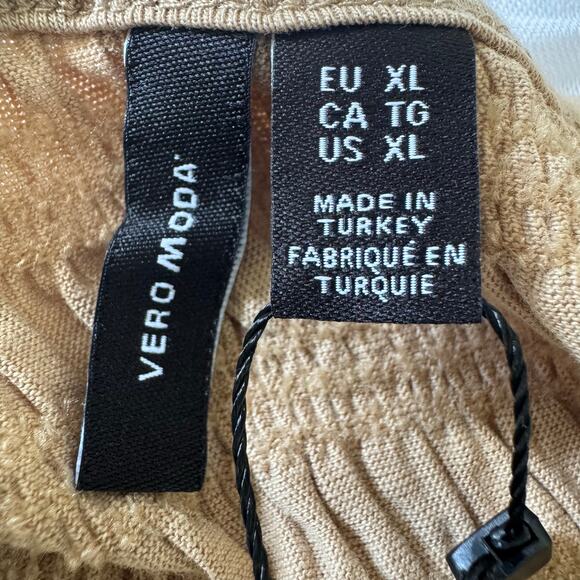 VERO MODA
EU XL
CA TG
US XL
MADE IN
TURKEY
FABRIQUÉ EN
TURQUIE